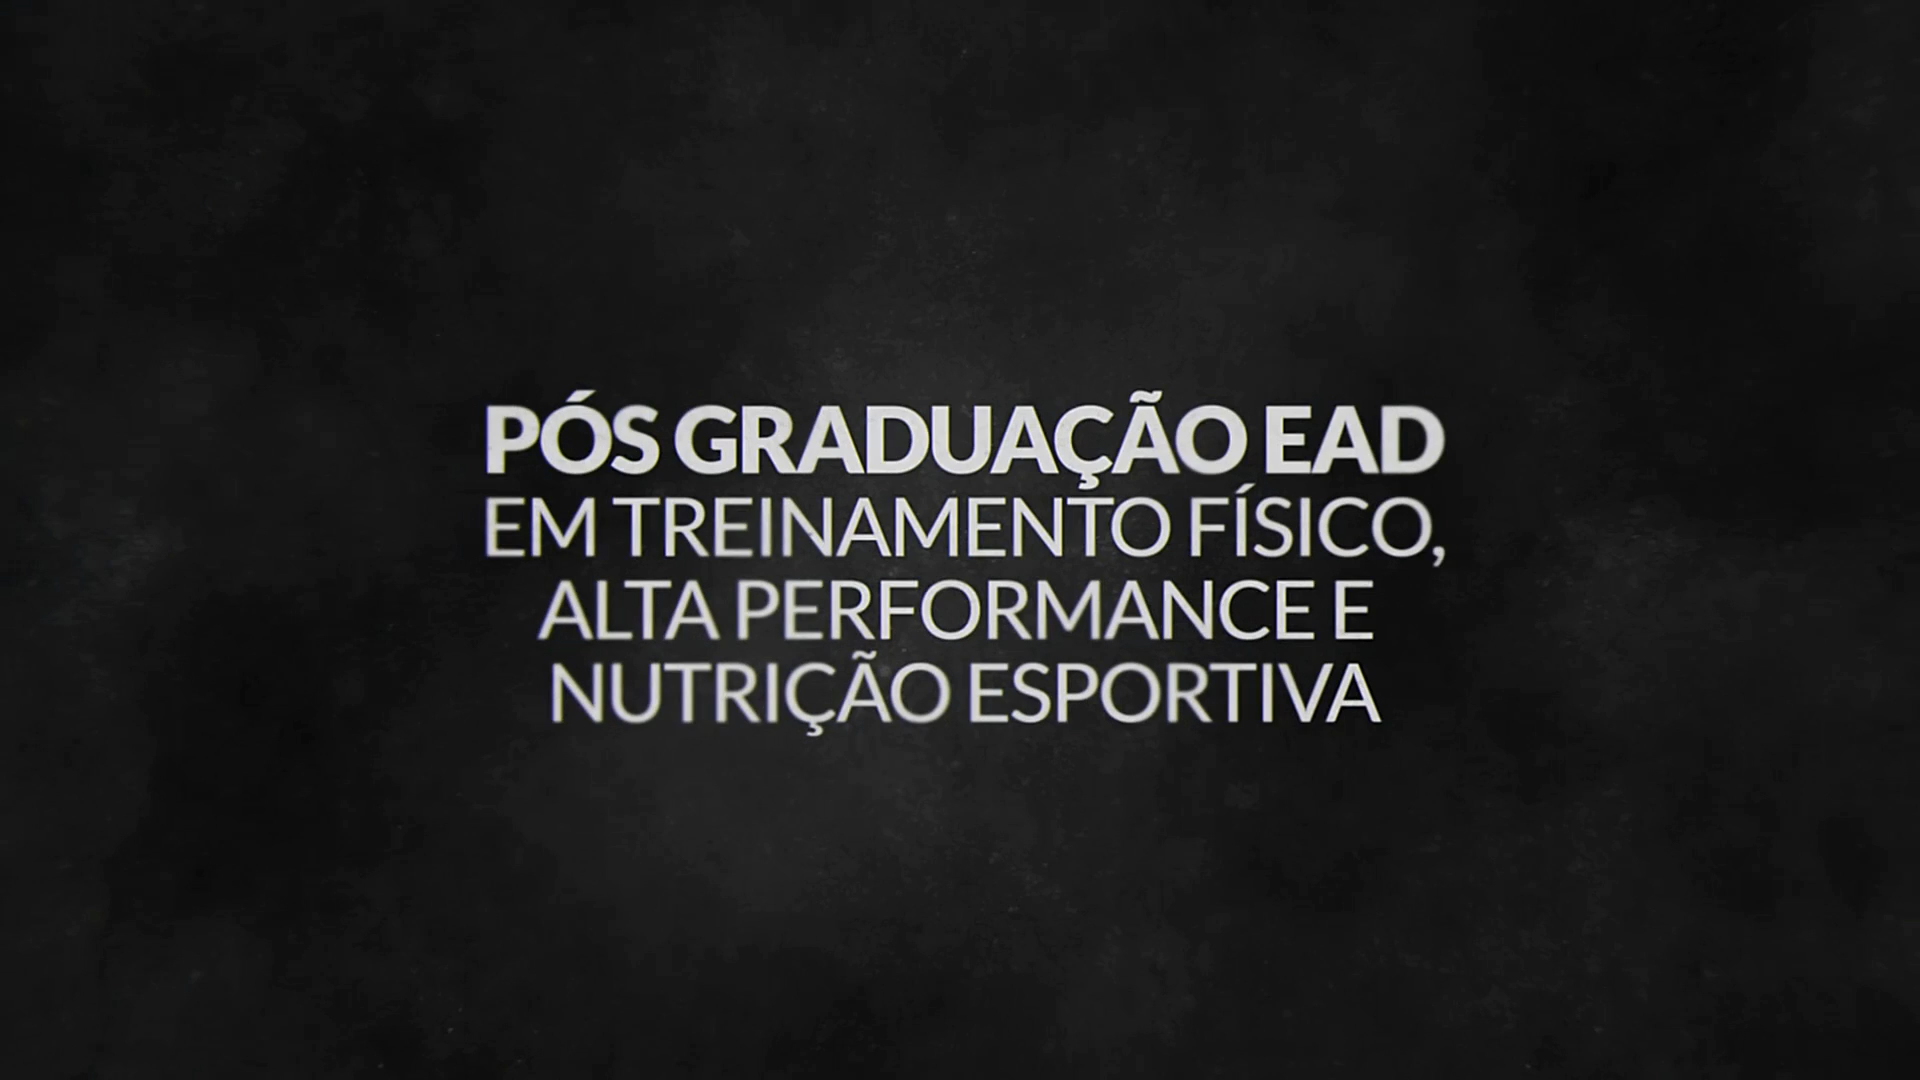 PÓS GRADUAÇÃO EAD
EM TREINAMENTO FÍSICO,
ALTA PERFORMANCE E
NUTRIÇÃO ESPORTIVA